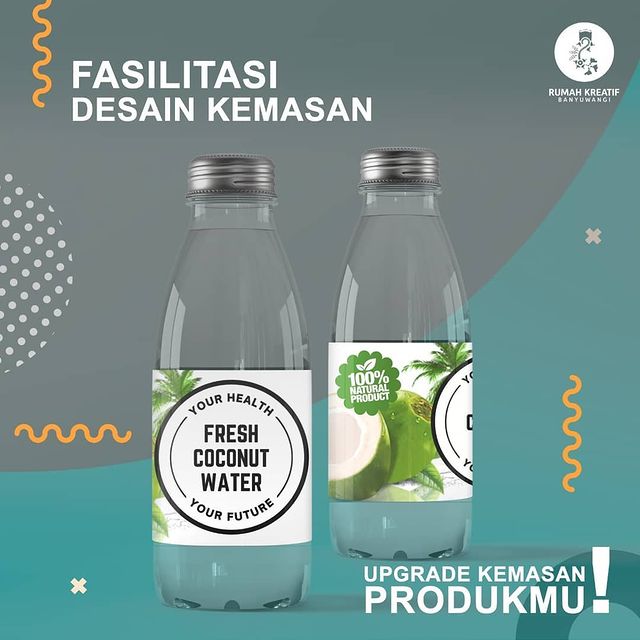 FASILITASI
DESAIN KEMASAN
RUMAH KREATIF
BANYUWANGI
YOUR HEALTH
FRESH
COCONUT
WATER
YOUR FUTURE
100%
NATURAL
PRODUCT
UPGRADE KEMASAN
PRODUKMU!